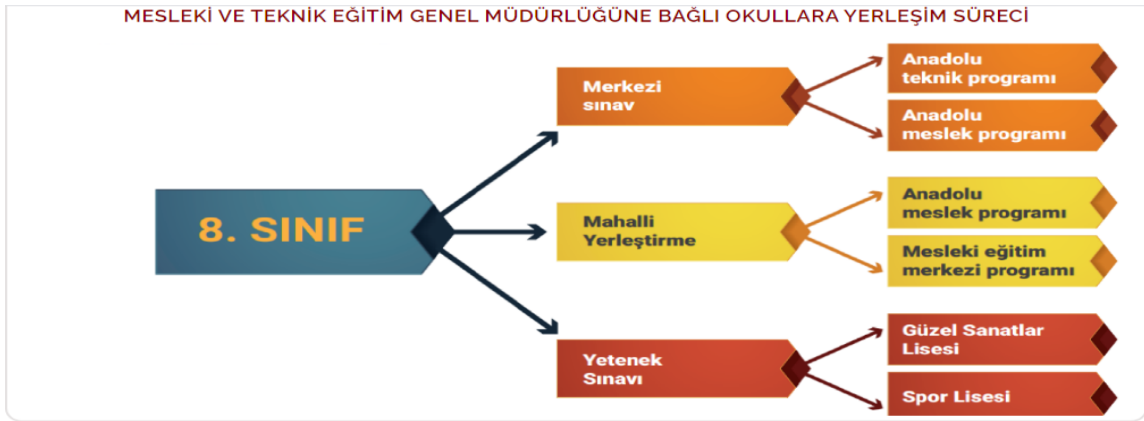 MESLEKİ VE TEKNİK EĞİTİM GENEL MÜDÜRLÜĞÜNE BAĞLI OKULLARA YERLEŞİM SÜRECİ
8. SINIF
Merkezi
sınav
Anadolu
teknik programı
Anadolu
meslek programı
Mahalli
Yerleştirme
Anadolu
meslek programı
Mesleki eğitim
merkezi programı
Yetenek
Sınavı
Güzel Sanatlar
Lisesi
Spor Lisesi